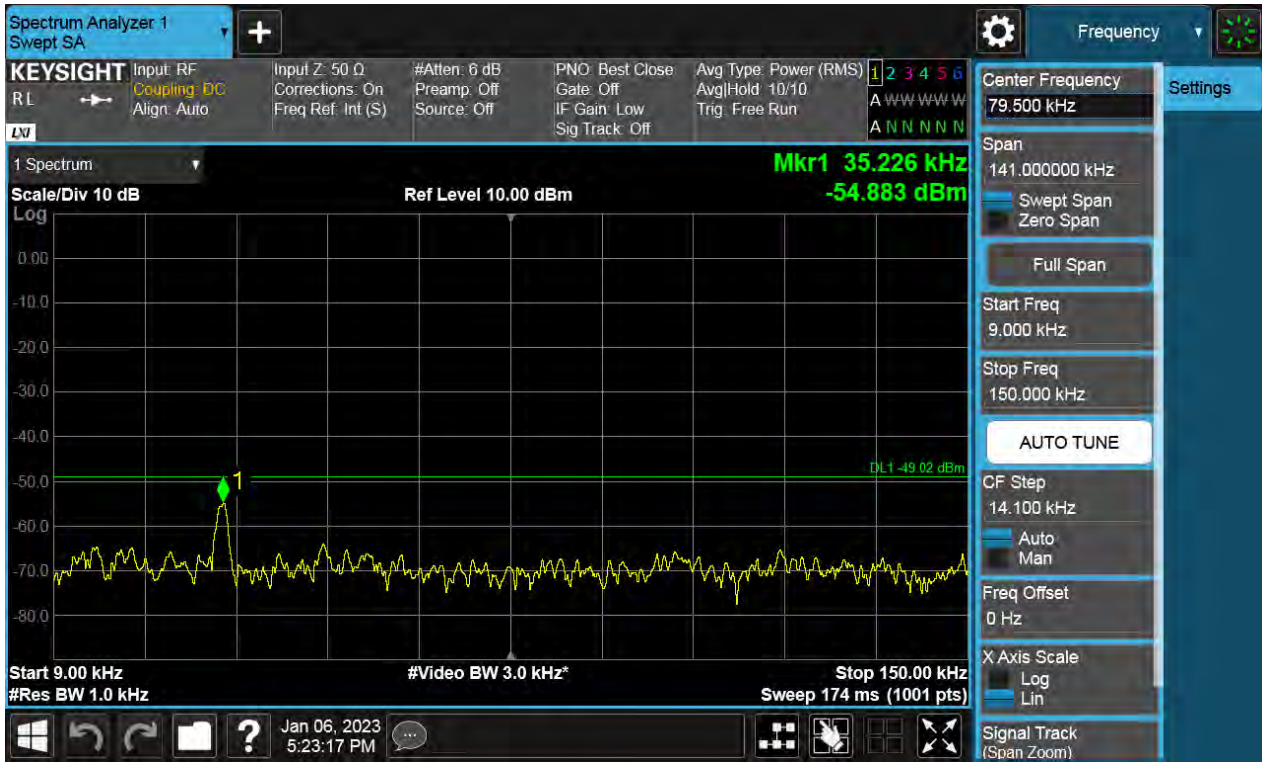 Spectrum Analyzer 1
Swept SA
+
Frequency
KEYSIGHT
RL
LXI
Input: RF
Coupling: DC
Align: Auto
Input Z: 50 Ω
Corrections: On
Freq Ref: Int (S)
#Atten: 6 dB
Preamp: Off
Source: Off
PNO: Best Close
Gate: Off
IF Gain: Low
Sig Track: Off
Avg Type: Power (RMS)
Avg|Hold: 10/10
Trig: Free Run
1 2 3 4 5 6
A W W W W W
A N N N N N
1 Spectrum
Scale/Div 10 dB
Ref Level 10.00 dBm
Mkr1 35.226 kHz
-54.883 dBm
Log
0.00
-10.0
-20.0
-30.0
-40.0
-50.0
-60.0
-70.0
-80.0
1
DL1 -49.02 dBm
Start 9.00 kHz
#Video BW 3.0 kHz*
Stop 150.00 kHz
#Res BW 1.0 kHz
Sweep 174 ms (1001 pts)
?
Jan 06, 2023
5:23:17 PM
Center Frequency
79.500 kHz
Settings
Span
141.000000 kHz
Swept Span
Zero Span
Full Span
Start Freq
9.000 kHz
Stop Freq
150.000 kHz
AUTO TUNE
CF Step
14.100 kHz
Auto
Man
Freq Offset
0 Hz
X Axis Scale
Log
Lin
Signal Track
(Span Zoom)